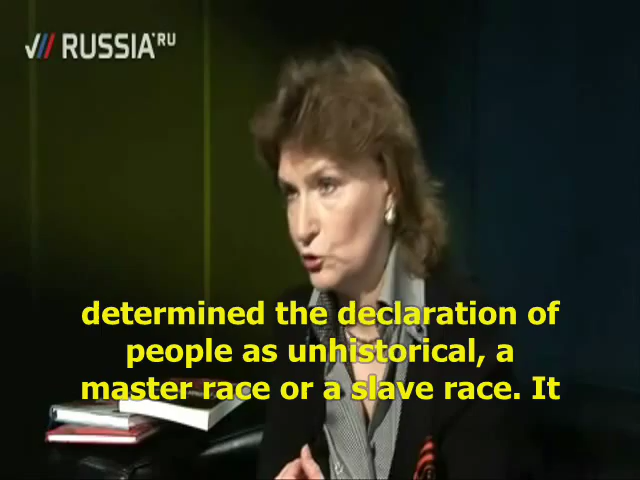 RUSSIA.RU
determined the declaration of
people as unhistorical, a
master race or a slave race. It